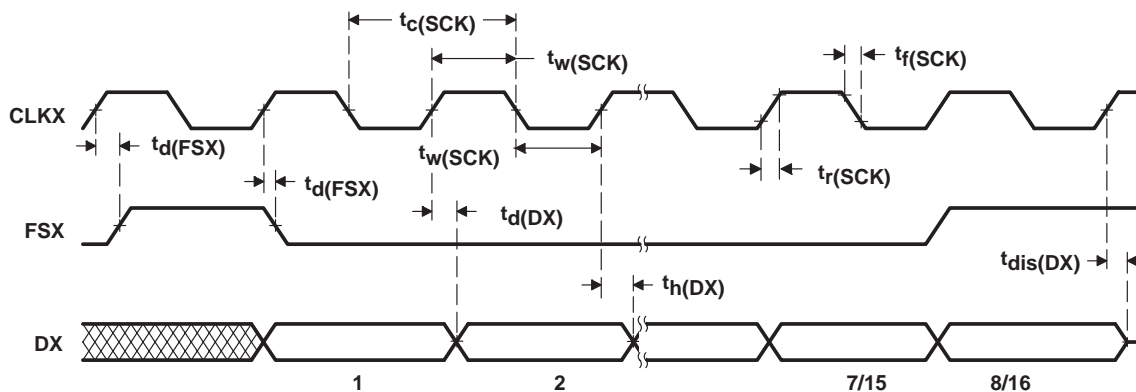 tc(SCK)
tw(SCK)
tf(SCK)
CLKX
td(FSX)
tw(SCK)
tr(SCK)
td(FSX)
td(DX)
FSX
tdis(DX)
th(DX)
DX
1 2 7/15 8/16